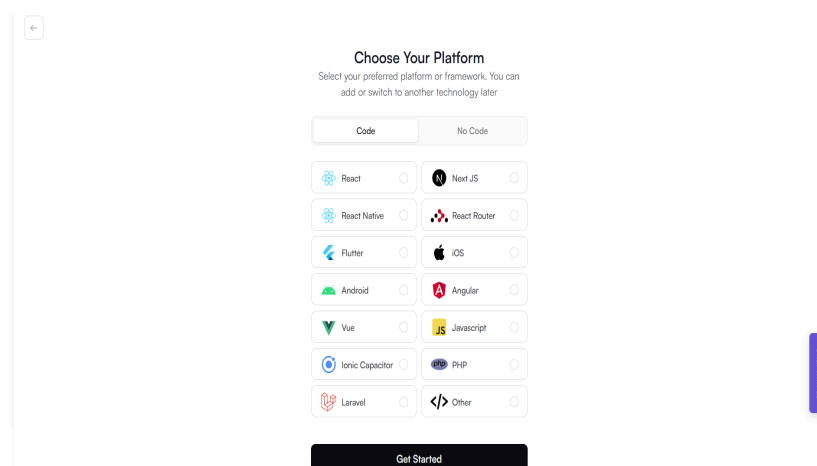 Choose Your Platform
Select your preferred platform or framework. You can
add or switch to another technology later
Code No Code
React Next JS
React Native React Router
Flutter iOS
Android Angular
Vue JS Javascript
Ionic Capacitor php PHP
Laravel </> Other
Get Started